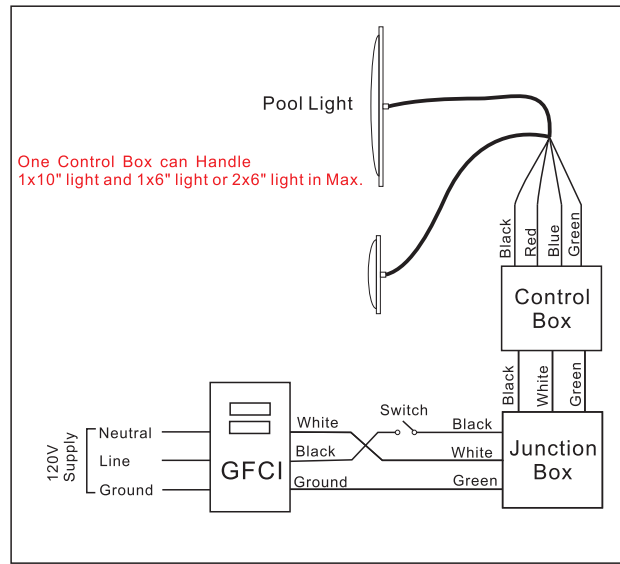 Pool Light
One Control Box can Handle
1x10" light and 1x6" light or 2x6" light in Max.
Black
Red
Blue
Green
Control
Box
Black
White
Green
120V
Supply
Neutral
Line
Ground
GFCI
White
Black
Ground
Switch
Black
White
Green
Junction
Box